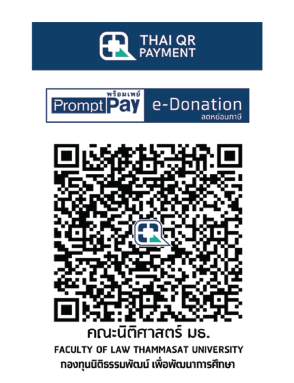 THAI QR
PAYMENT
พร้อมเพย์
PromptPay
e-Donation
ลดหย่อนภาษี
คณะนิติศาสตร์ มธ.
FACULTY OF LAW THAMMASAT UNIVERSITY
กองทุนนิติธรรมพัฒน์ เพื่อพัฒนาการศึกษา